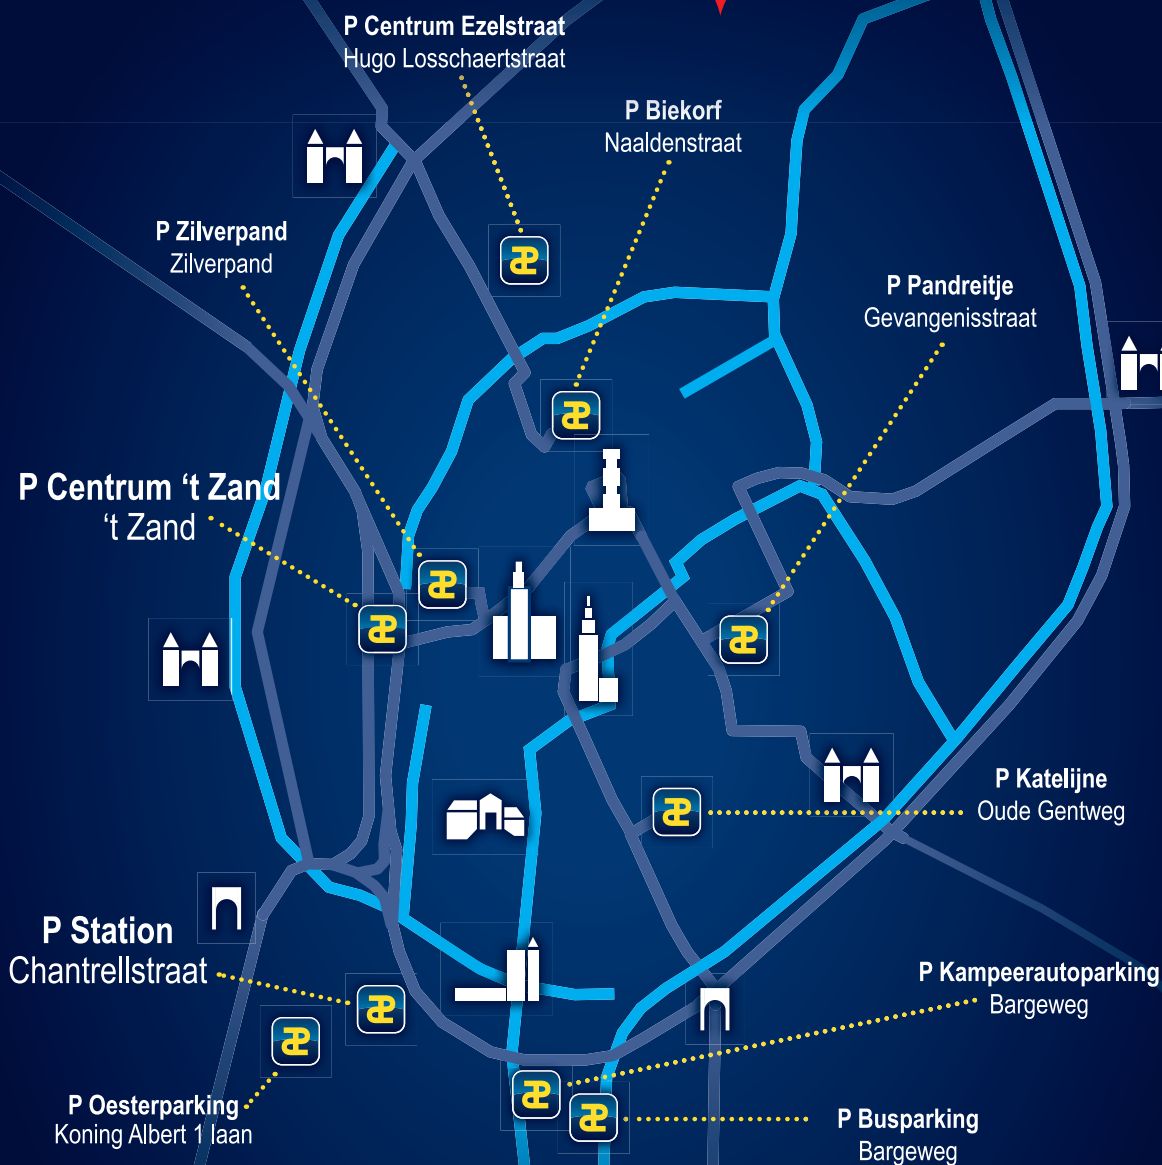 P Centrum Ezelstraat
Hugo Losschaertstraat
P Biekorf
Naaldenstraat
P Zilverpand
Zilverpand
P Pandreitje
Gevangenisstraat
P Centrum ‘t Zand
‘t Zand
P Katelijne
Oude Gentweg
P Station
Chantrellstraat
P Kampeerautoparking
Bargeweg
P Oesterparking
Koning Albert 1 laan
P Busparking
Bargeweg